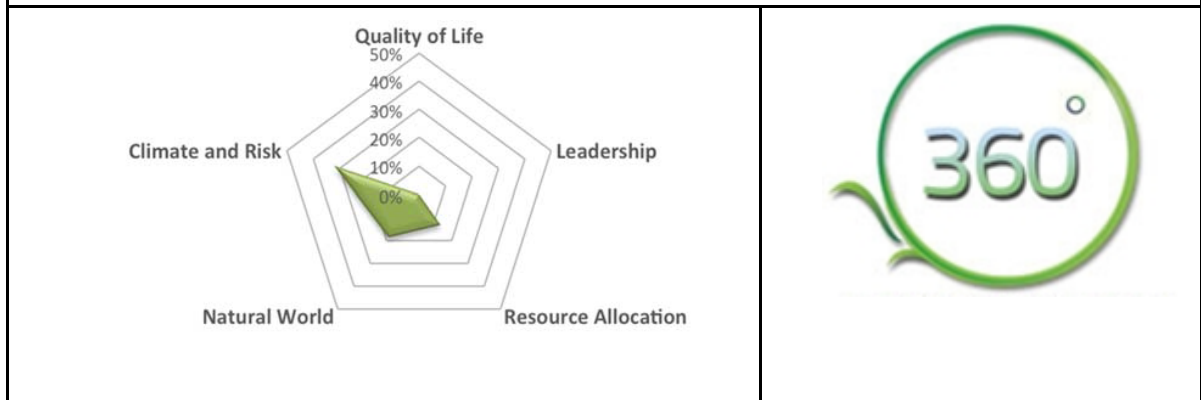 Quality of Life
50%
40%
30%
20%
10%
0%
Climate and Risk
Leadership
Natural World
Resource Allocation
360°